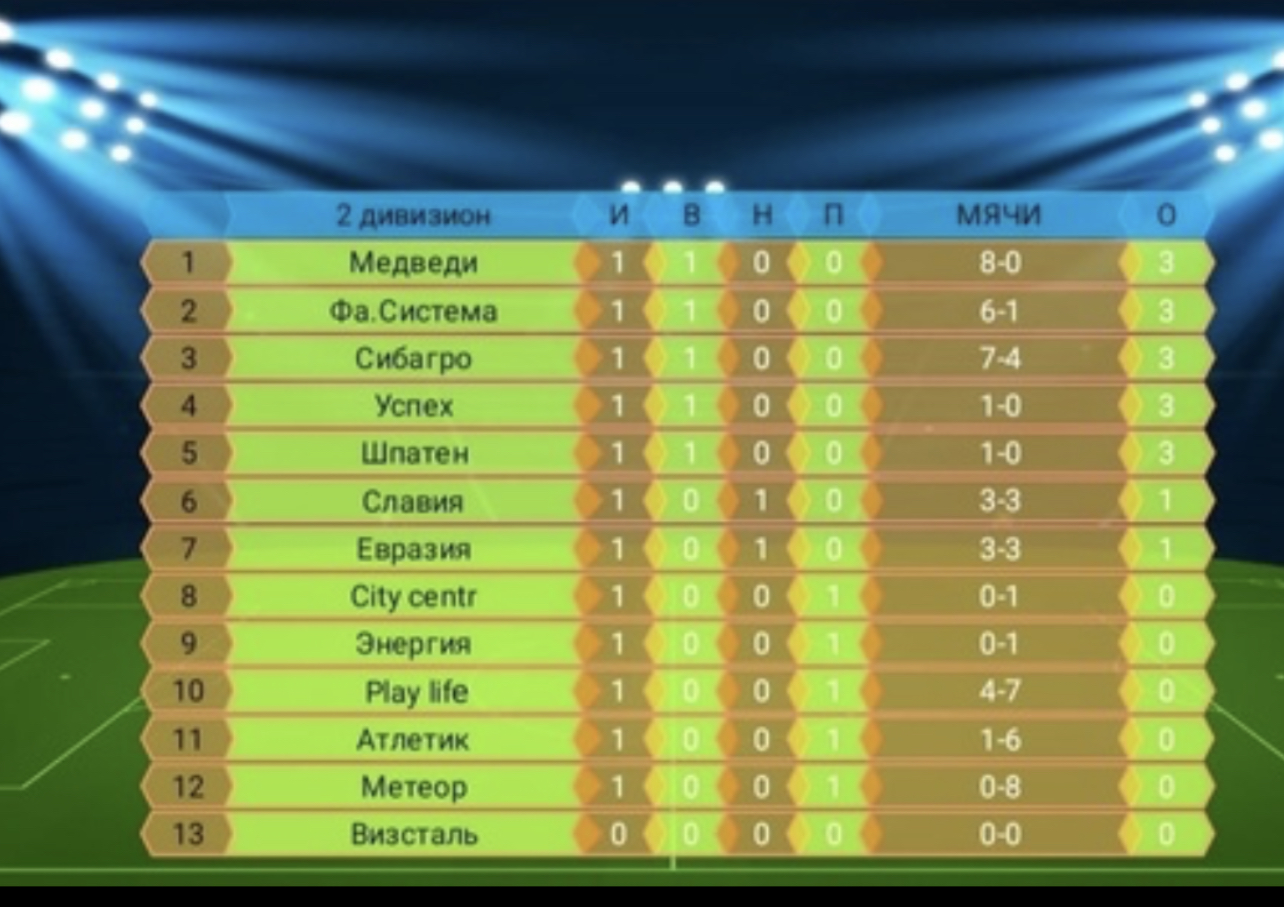 2 дивизион И В Н П МЯЧИ О
1 Медведи 1 1 0 0 8-0 3
2 Фа.Система 1 1 0 0 6-1 3
3 Сибагро 1 1 0 0 7-4 3
4 Успех 1 1 0 0 1-0 3
5 Шпатен 1 1 0 0 1-0 3
6 Славия 1 0 1 0 3-3 1
7 Евразия 1 0 1 0 3-3 1
8 City centr 1 0 0 1 0-1 0
9 Энергия 1 0 0 1 0-1 0
10 Play life 1 0 0 1 4-7 0
11 Атлетик 1 0 0 1 1-6 0
12 Метеор 1 0 0 1 0-8 0
13 Визсталь 0 0 0 0 0-0 0